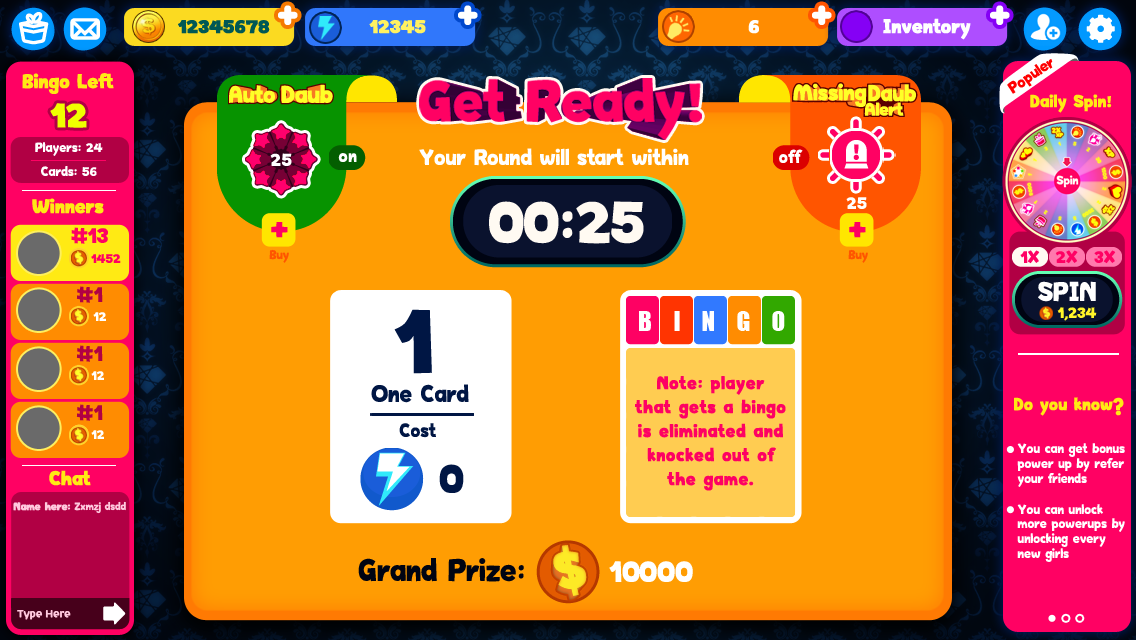 12345678
12345
6
Inventory
Bingo Left
12
Players: 24
Cards: 56
Winners
#13
1452
#1
12
#1
12
#1
12
Chat
Name here: Zxmzj dsdd
Type Here
Auto Daub
25
on
Buy
Get Ready!
Your Round will start within
00:25
Missing Daub
Alert
off
25
Buy
1
One Card
Cost
0
BINGO
Note: player
that gets a bingo
is eliminated and
knocked out of
the game.
Grand Prize:
10000
Populer
Daily Spin!
Spin
1X 2X 3X
SPIN
1,234
Do you know?
You can get bonus
power up by refer
your friends
You can unlock
more powerups by
unlocking every
new girls